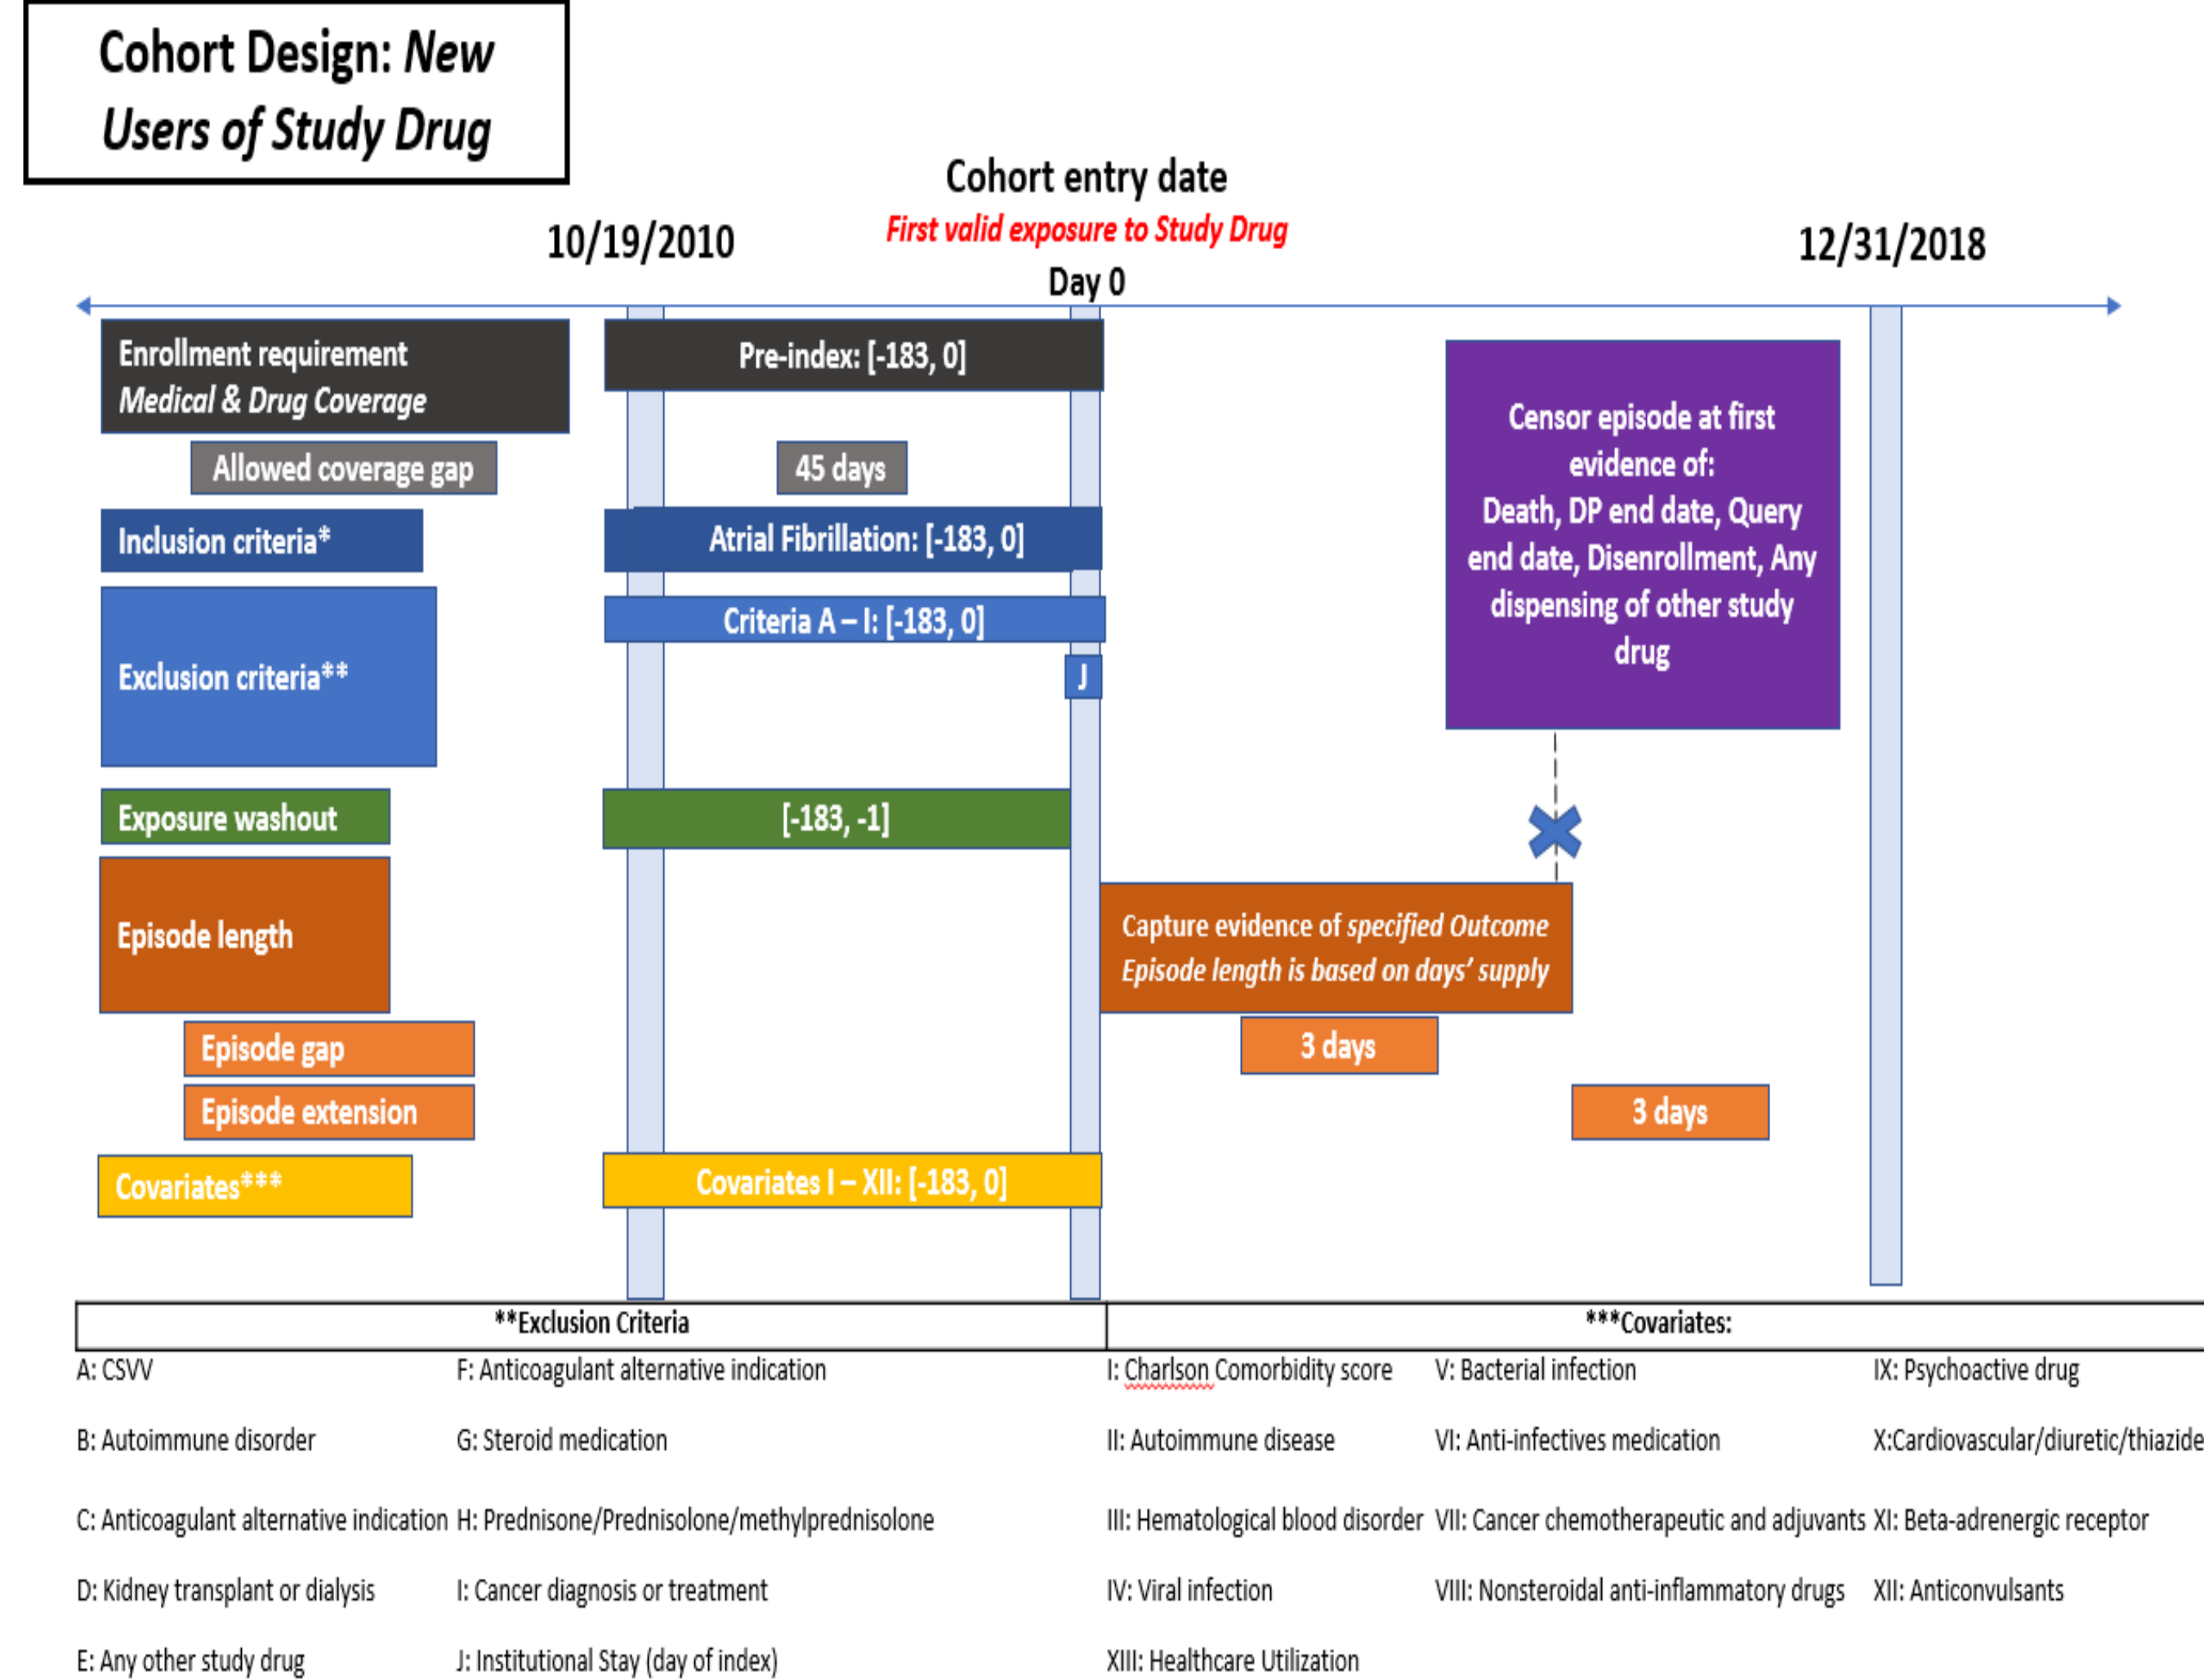 Cohort Design: New
Users of Study Drug
Cohort entry date
First valid exposure to Study Drug
10/19/2010
12/31/2018
Day 0
Enrollment requirement
Medical & Drug Coverage
Pre-index: [-183, 0]
Allowed coverage gap
45 days
Inclusion criteria*
Atrial Fibrillation: [-183, 0]
Exclusion criteria**
Criteria A – I: [-183, 0]
J
Censor episode at first
evidence of:
Death, DP end date, Query
end date, Disenrollment, Any
dispensing of other study
drug
Exposure washout
[-183, -1]
Episode length
Capture evidence of specified Outcome
Episode length is based on days’ supply
Episode gap
3 days
Episode extension
3 days
Covariates***
Covariates I – XII: [-183, 0]
**Exclusion Criteria
***Covariates:
A: CSVV
F: Anticoagulant alternative indication
I: Charlson Comorbidity score
V: Bacterial infection
IX: Psychoactive drug
B: Autoimmune disorder
G: Steroid medication
II: Autoimmune disease
VI: Anti-infectives medication
X:Cardiovascular/diuretic/thiazide
C: Anticoagulant alternative indication
H: Prednisone/Prednisolone/methylprednisolone
III: Hematological blood disorder
VII: Cancer chemotherapeutic and adjuvants
XI: Beta-adrenergic receptor
D: Kidney transplant or dialysis
I: Cancer diagnosis or treatment
IV: Viral infection
VIII: Nonsteroidal anti-inflammatory drugs
XII: Anticonvulsants
E: Any other study drug
J: Institutional Stay (day of index)
XIII: Healthcare Utilization